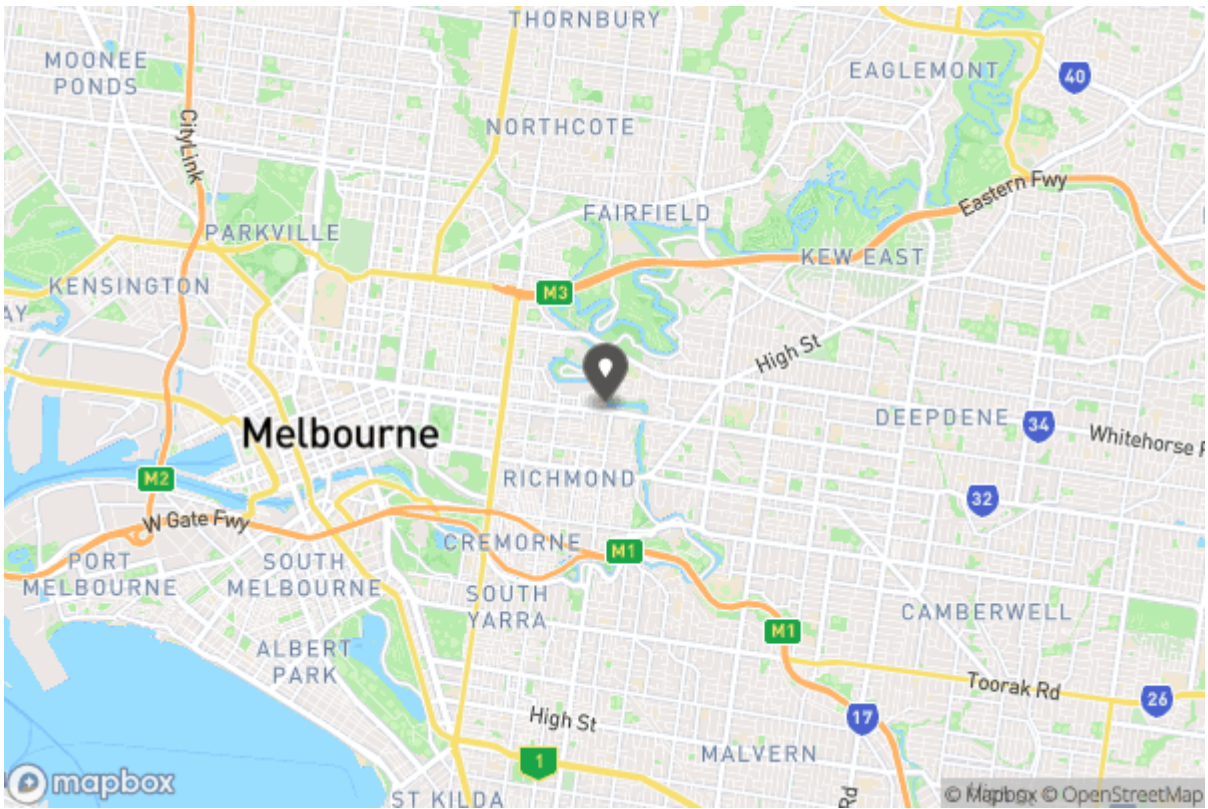 THORNBURY
MOONEE
PONDS
EAGLEMONT
40
CityLink
NORTHCOTE
Eastern Fwy
FAIRFIELD
PARKVILLE
KEW EAST
KENSINGTON
M3
AY
High St
DEEPDENE
34
Melbourne
Whitehorse R
RICHMOND
M2
32
W Gate Fwy
CREMORNE
M1
PORT
MELBOURNE
SOUTH
MELBOURNE
SOUTH
YARRA
CAMBERWELL
M1
ALBERT
PARK
Toorak Rd
26
High St
17
MALVERN
1
mapbox
ST KILDA
Rd
© Mapbox © OpenStreetMap